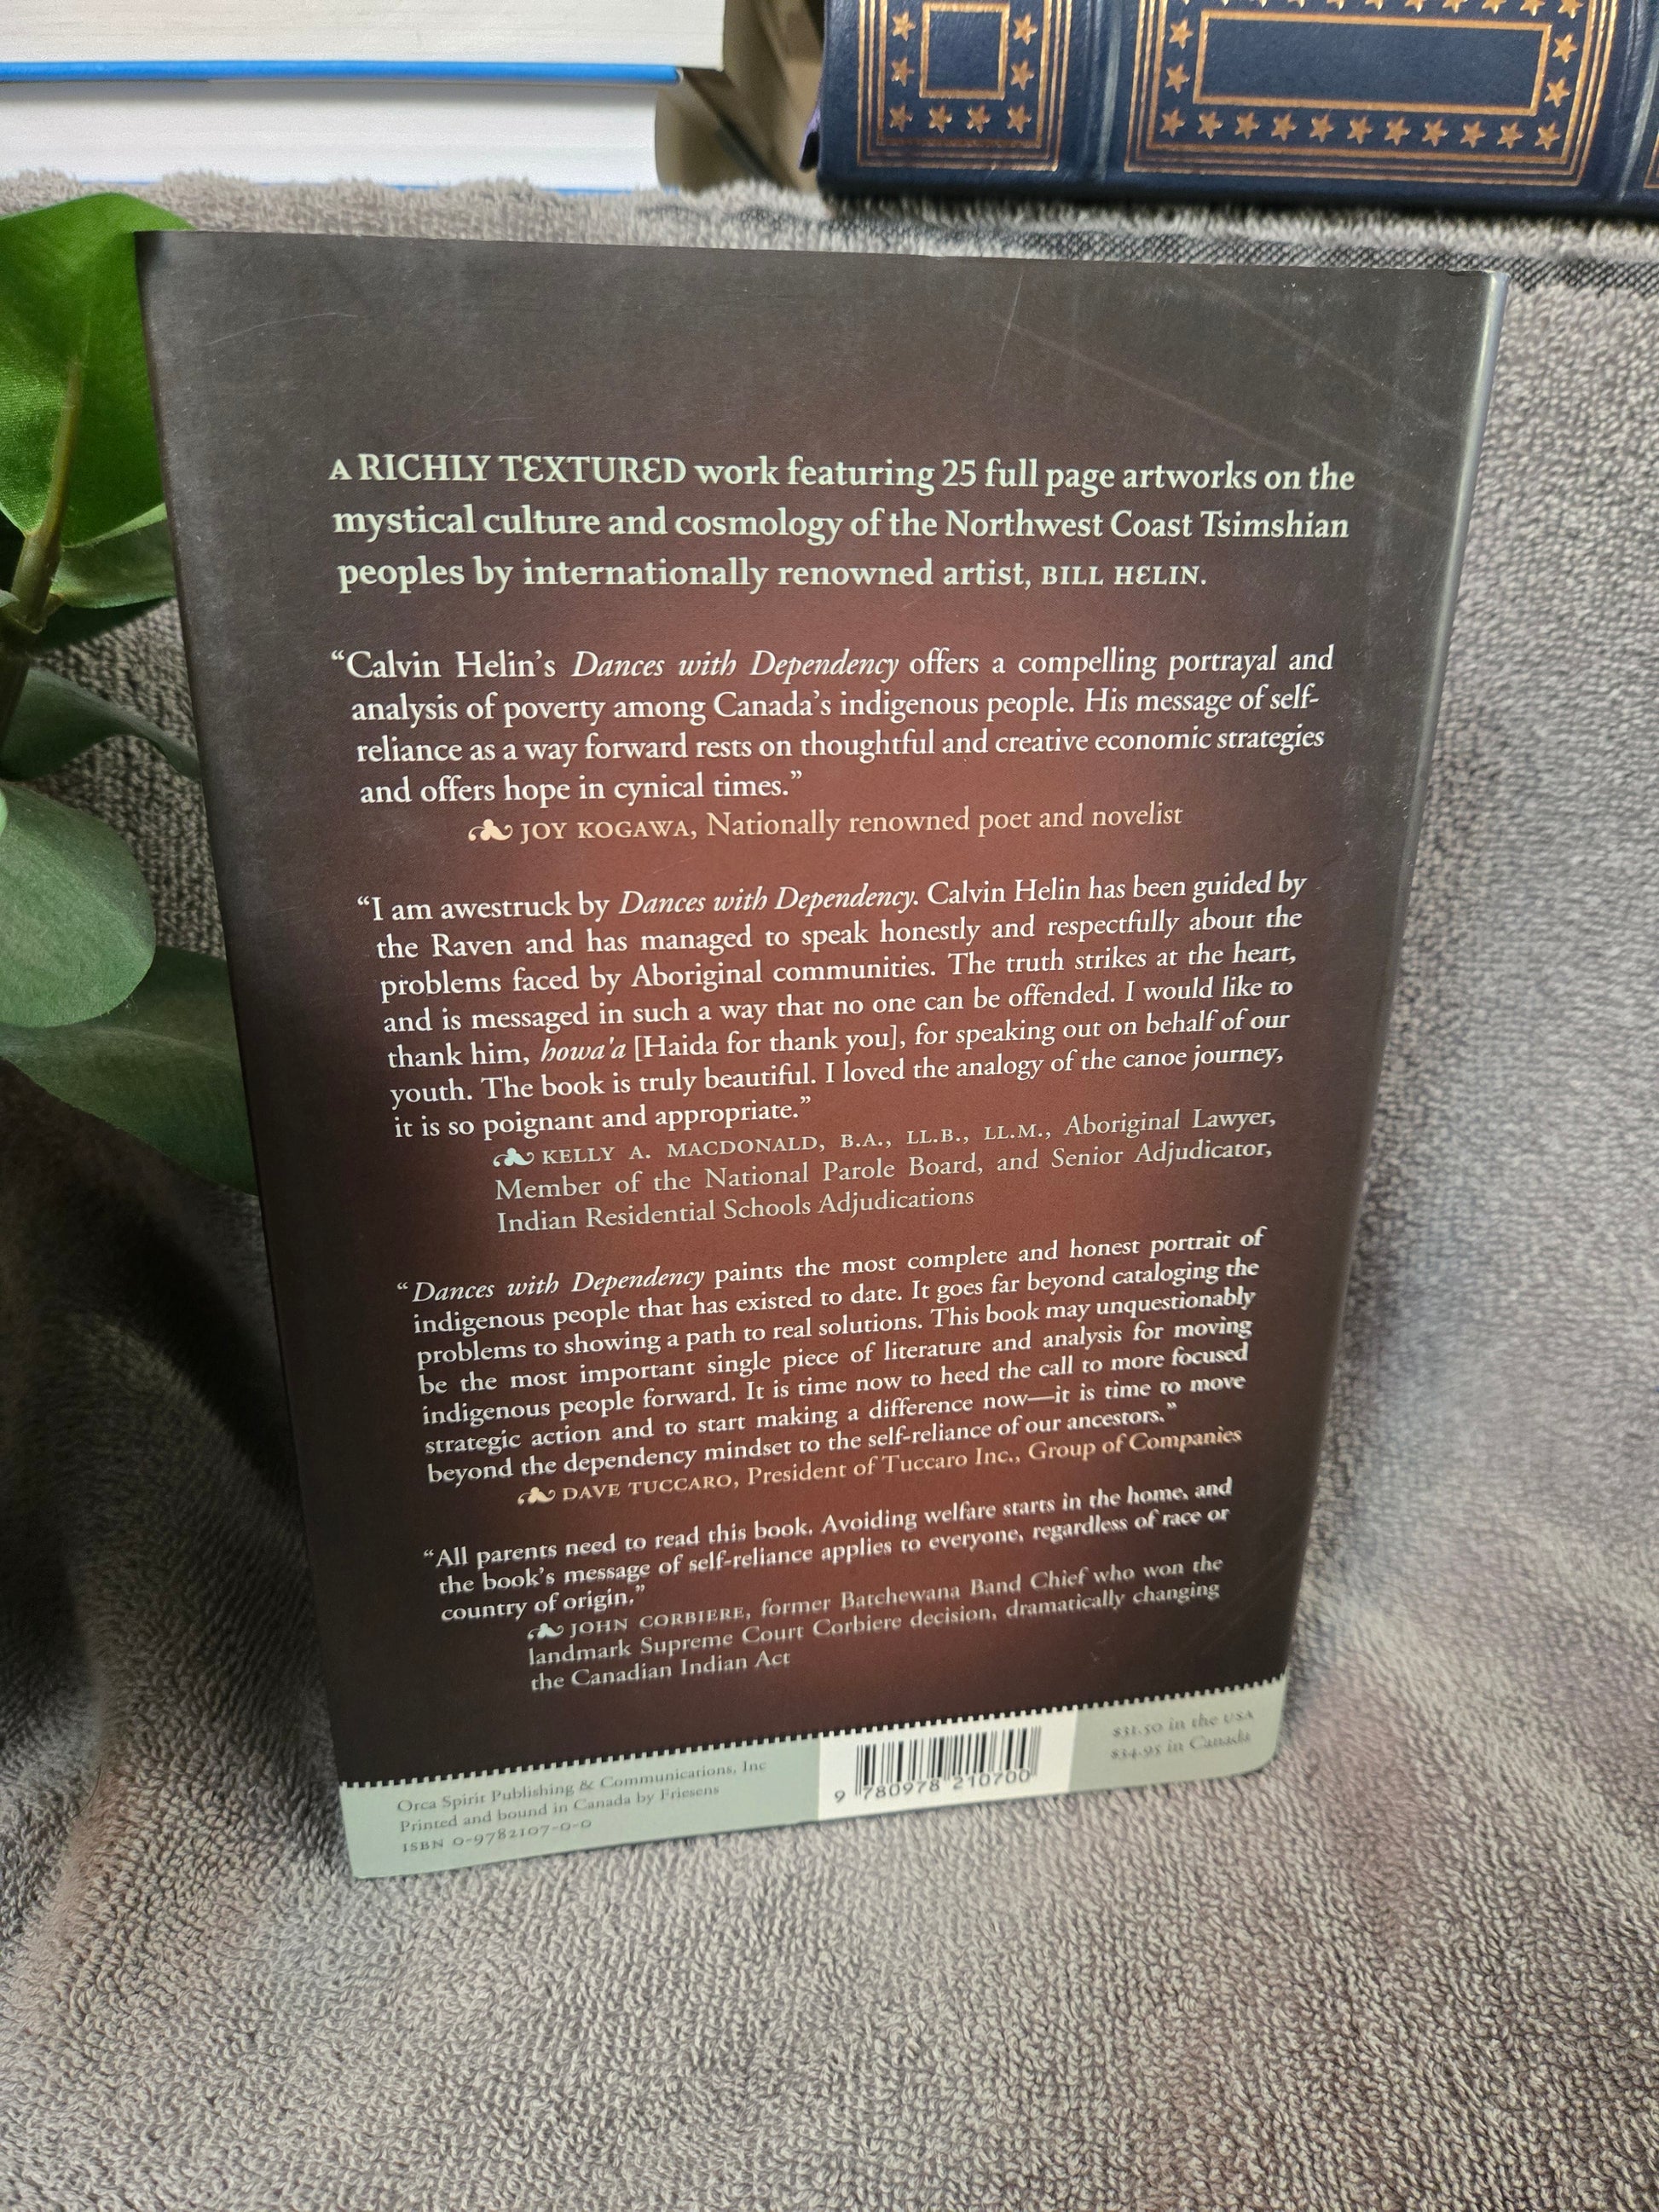 A RICHLY TEXTURED work featuring 25 full page artworks on the
mystical culture and cosmology of the Northwest Coast Tsimshian
peoples by internationally renowned artist, BILL HELIN.
“Calvin Helin’s Dances with Dependency offers a compelling portrayal and
analysis of poverty among Canada’s indigenous people. His message of self-
reliance as a way forward rests on thoughtful and creative economic strategies
and offers hope in cynical times.”
JOY KOGAWA, Nationally renowned poet and novelist
“I am awestruck by Dances with Dependency. Calvin Helin has been guided by
the Raven and has managed to speak honestly and respectfully about the
problems faced by Aboriginal communities. The truth strikes at the heart,
and is messaged in such a way that no one can be offended. I would like to
thank him, howa'a [Haida for thank you], for speaking out on behalf of our
youth. The book is truly beautiful. I loved the analogy of the canoe journey,
it is so poignant and appropriate.”
KELLY A. MACDONALD, B.A., LL.B., LL.M., Aboriginal Lawyer,
Member of the National Parole Board, and Senior Adjudicator,
Indian Residential Schools Adjudications
“Dances with Dependency paints the most complete and honest portrait of
indigenous people that has existed to date. It goes far beyond cataloging the
problems to showing a path to real solutions. This book may unquestionably
be the most important single piece of literature and analysis for moving
indigenous people forward. It is time now to heed the call to more focused
strategic action and to start making a difference now—it is time to move
beyond the dependency mindset to the self-reliance of our ancestors.”
DAVE TUCCARO, President of Tuccaro Inc., Group of Companies
“All parents need to read this book. Avoiding welfare starts in the home, and
the book’s message of self-reliance applies to everyone, regardless of race or
country of origin.”
JOHN CORBIERE, former Batchewana Band Chief who won the
landmark Supreme Court Corbiere decision, dramatically changing
the Canadian Indian Act
Orca Spirit Publishing & Communications, Inc
Printed and bound in Canada by Friesens
ISBN 0-9782107-0-0
9 780978 210700
$31.50 in the USA
$34.95 in Canada